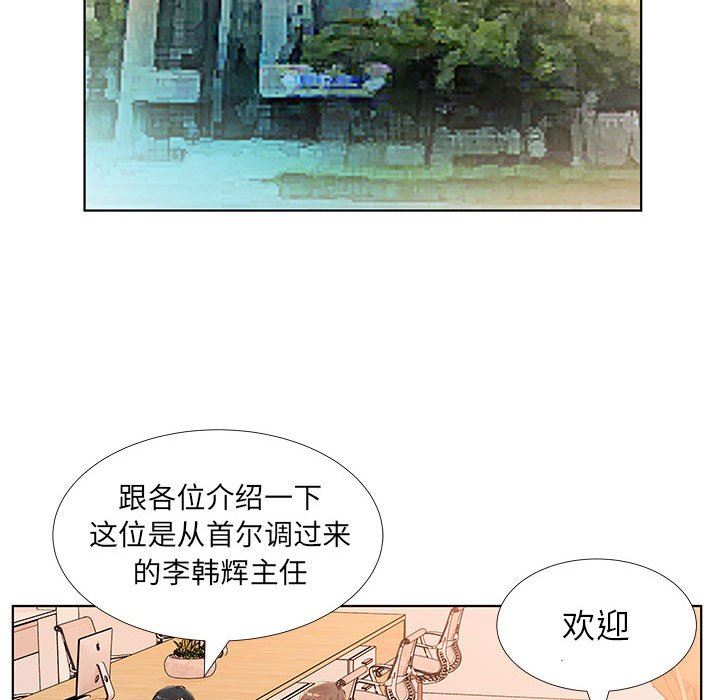 跟各位介绍一下
这位是从首尔调过来
的李韩辉主任
欢迎